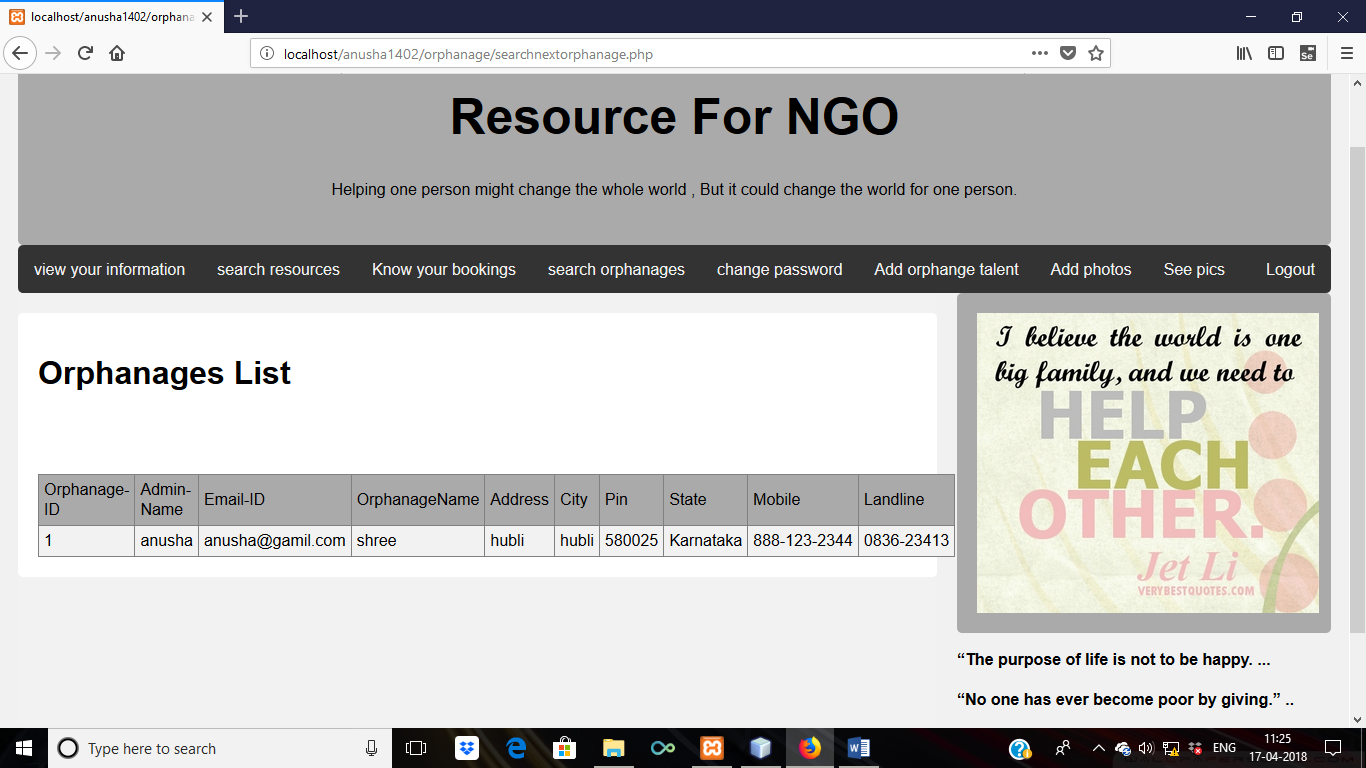 localhost/anusha1402/orphana
localhost/anusha1402/orphanage/searchnextorphanage.php
Se
Resource For NGO
Helping one person might change the whole world , But it could change the world for one person.
view your information search resources Know your bookings search orphanages change password Add orphange talent Add photos See pics Logout
Orphanages List
Orphanage-ID Admin-Name Email-ID OrphanageName Address City Pin State Mobile Landline
1 anusha anusha@gamil.com shree hubli hubli 580025 Karnataka 888-123-2344 0836-23413
I believe the world is one
big family, and we need to
HELP
EACH
OTHER.
Jet Li
VERYBESTQUOTES.COM
“The purpose of life is not to be happy. ...
“No one has ever become poor by giving.” ..
Type here to search
ENG
11:25
17-04-2018